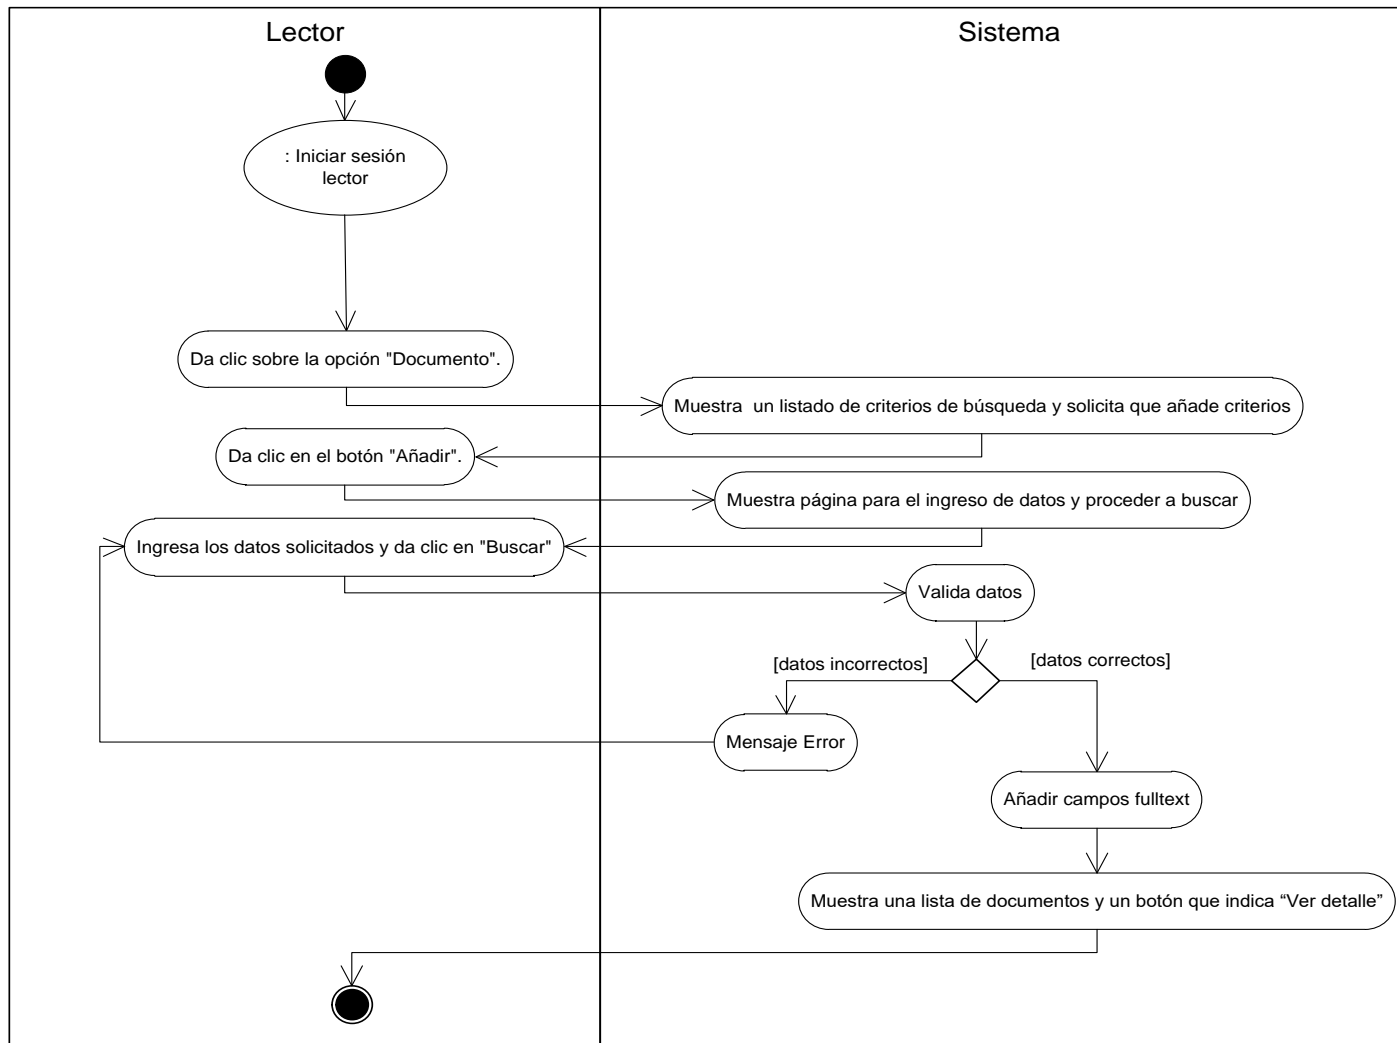 Lector
Sistema
: Iniciar sesión
lector
Da clic sobre la opción "Documento".
Muestra  un listado de criterios de búsqueda y solicita que añade criterios
Da clic en el botón "Añadir".
Muestra página para el ingreso de datos y proceder a buscar
Ingresa los datos solicitados y da clic en "Buscar"
Valida datos
[datos incorrectos]
[datos correctos]
Mensaje Error
Añadir campos fulltext
Muestra una lista de documentos y un botón que indica “Ver detalle”